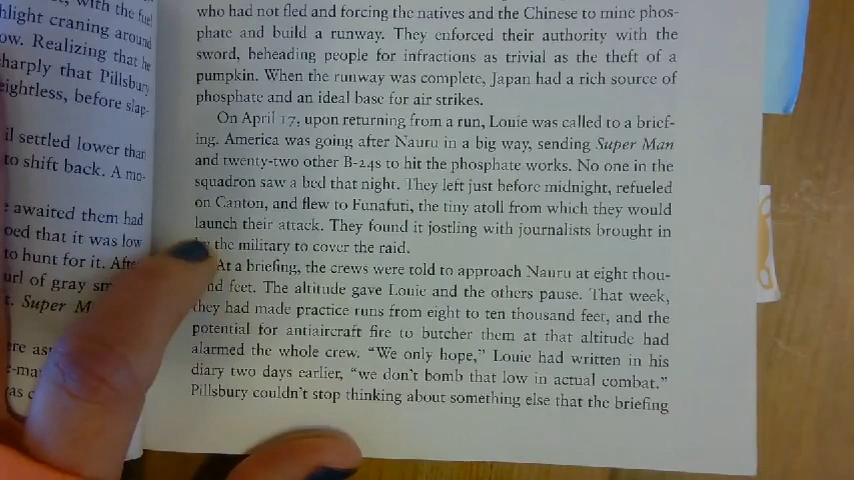 with the fuel
hlight craning around
ow. Realizing that he
harply that Pillsbury
eightless, before slap-
il settled lower than
to shift back. A mo-
e awaited them had
oed that it was low
to hunt for it. After
url of gray
t. Super
ere
who had not fled and forcing the natives and the Chinese to mine phos-
phate and build a runway. They enforced their authority with the
sword, beheading people for infractions as trivial as the theft of a
pumpkin. When the runway was complete, Japan had a rich source of
phosphate and an ideal base for air strikes.
On April 17, upon returning from a run, Louie was called to a brief-
ing. America was going after Nauru in a big way, sending Super Man
and twenty-two other B-24s to hit the phosphate works. No one in the
squadron saw a bed that night. They left just before midnight, refueled
on Canton, and flew to Funafuti, the tiny atoll from which they would
launch their attack. They found it jostling with journalists brought in
by the military to cover the raid.
At a briefing, the crews were told to approach Nauru at eight thou-
sand feet. The altitude gave Louie and the others pause. That week,
they had made practice runs from eight to ten thousand feet, and the
potential for antiaircraft fire to butcher them at that altitude had
alarmed the whole crew. “We only hope,” Louie had written in his
diary two days earlier, “we don’t bomb that low in actual combat.”
Pillsbury couldn’t stop thinking about something else that the briefing